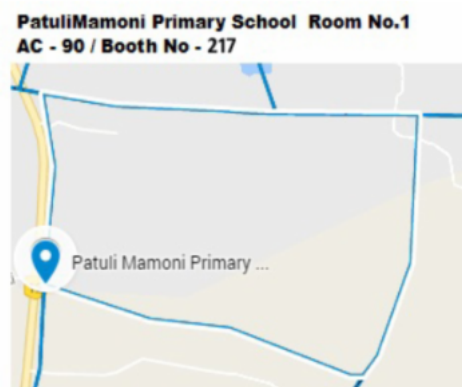 PatuliMamoni Primary School Room No.1
AC - 90 / Booth No - 217
Patuli Mamoni Primary ...